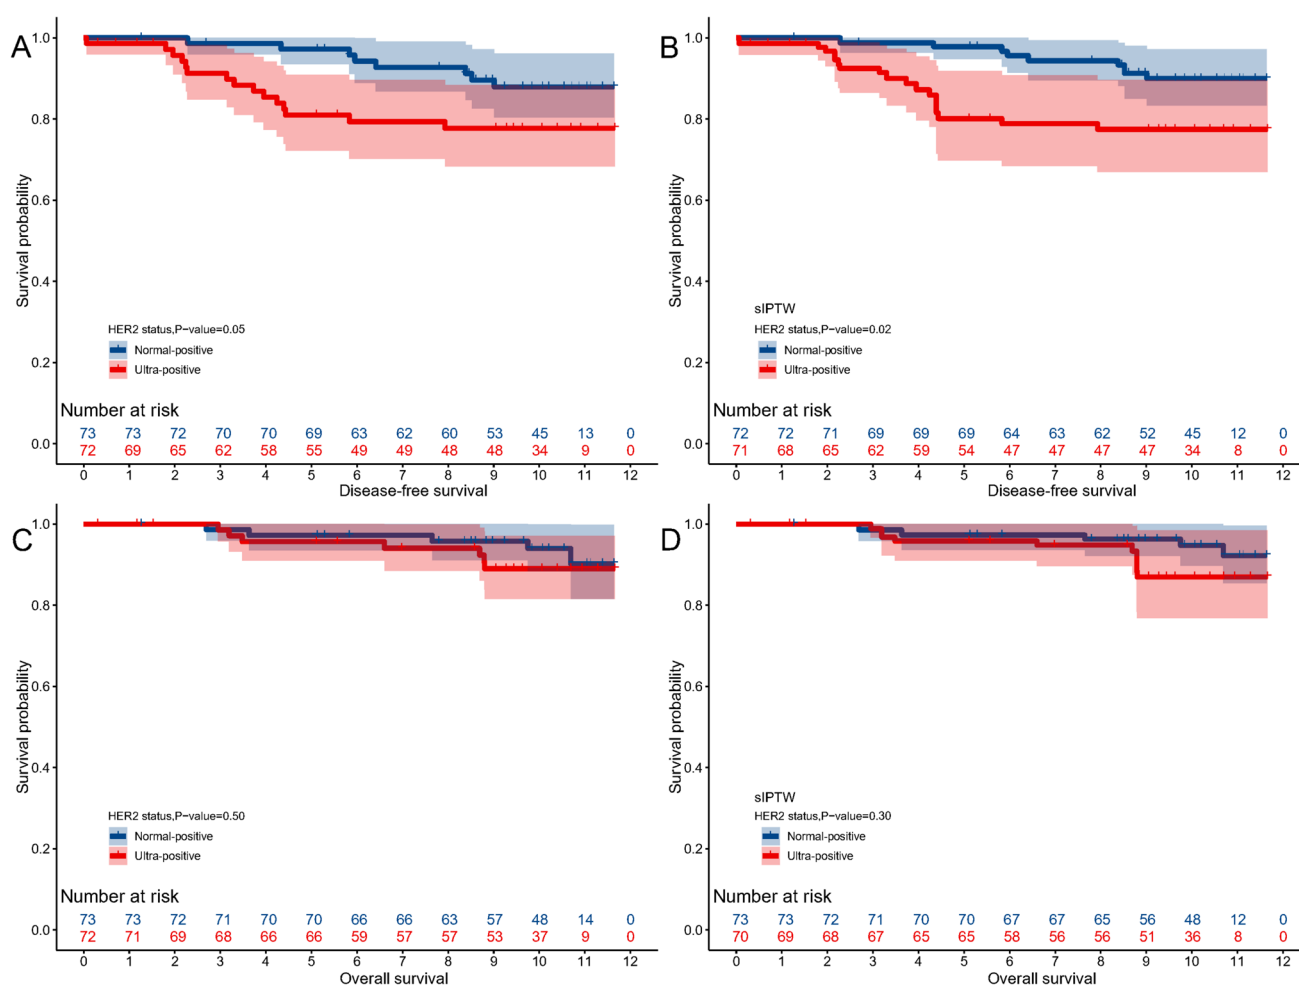 A
1.0
0.8
0.6
0.4
0.2
0.0
Survival probability
HER2 status,P−value=0.05
Normal-positive
Ultra-positive
Number at risk
73 73 72 70 70 69 63 62 60 53 45 13 0
72 69 65 62 58 55 49 49 48 48 34 9 0
0 1 2 3 4 5 6 7 8 9 10 11 12
Disease-free survival
B
1.0
0.8
0.6
0.4
0.2
0.0
Survival probability
sIPTW
HER2 status,P−value=0.02
Normal-positive
Ultra-positive
Number at risk
72 72 71 69 69 69 64 63 62 52 45 12 0
71 68 65 62 59 54 47 47 47 47 34 8 0
0 1 2 3 4 5 6 7 8 9 10 11 12
Disease-free survival
C
1.0
0.8
0.6
0.4
0.2
0.0
Survival probability
HER2 status,P−value=0.50
Normal-positive
Ultra-positive
Number at risk
73 73 72 71 70 70 66 66 63 57 48 14 0
72 71 69 68 66 66 59 57 57 53 37 9 0
0 1 2 3 4 5 6 7 8 9 10 11 12
Overall survival
D
1.0
0.8
0.6
0.4
0.2
0.0
Survival probability
sIPTW
HER2 status,P−value=0.30
Normal-positive
Ultra-positive
Number at risk
73 73 72 71 70 70 67 67 65 56 48 12 0
70 69 68 67 65 65 58 56 56 51 36 8 0
0 1 2 3 4 5 6 7 8 9 10 11 12
Overall survival